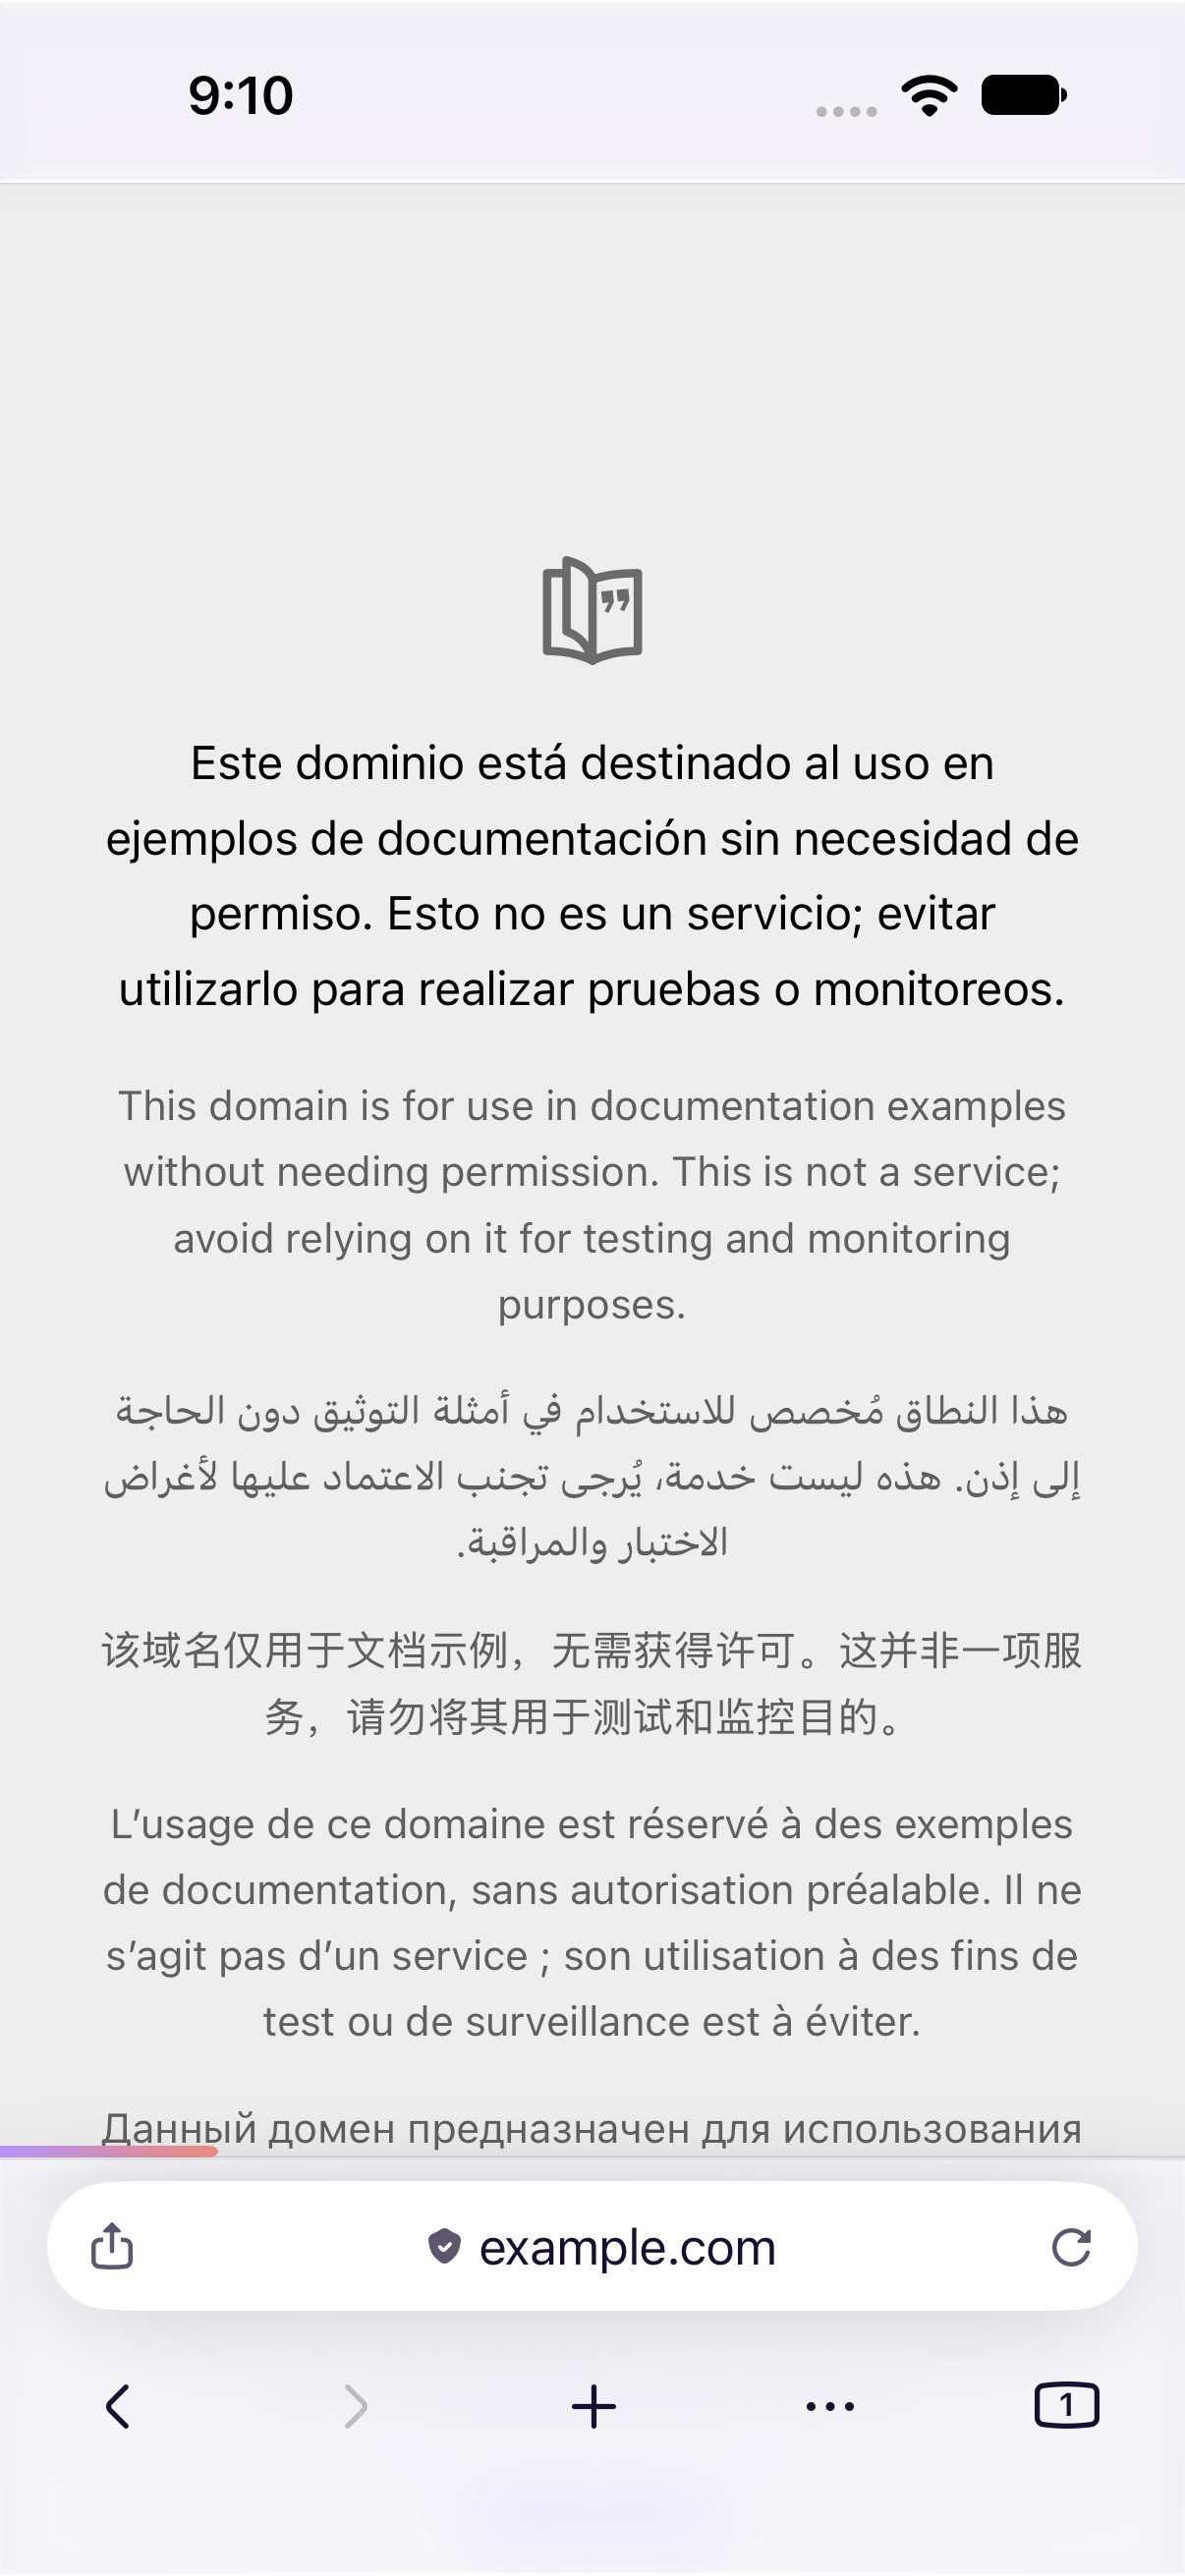 9:10
Este dominio está destinado al uso en
ejemplos de documentación sin necesidad de
permiso. Esto no es un servicio; evitar
utilizarlo para realizar pruebas o monitoreos.
This domain is for use in documentation examples
without needing permission. This is not a service;
avoid relying on it for testing and monitoring
purposes.
هذا النطاق مُخصص للاستخدام في أمثلة التوثيق دون الحاجة
إلى إذن. هذه ليست خدمة، يُرجى تجنب الاعتماد عليها لأغراض
الاختبار والمراقبة.
该域名仅用于文档示例，无需获得许可。这并非一项服
务，请勿将其用于测试和监控目的。
L’usage de ce domaine est réservé à des exemples
de documentation, sans autorisation préalable. Il ne
s’agit pas d’un service ; son utilisation à des fins de
test ou de surveillance est à éviter.
Данный домен предназначен для использования
example.com
1